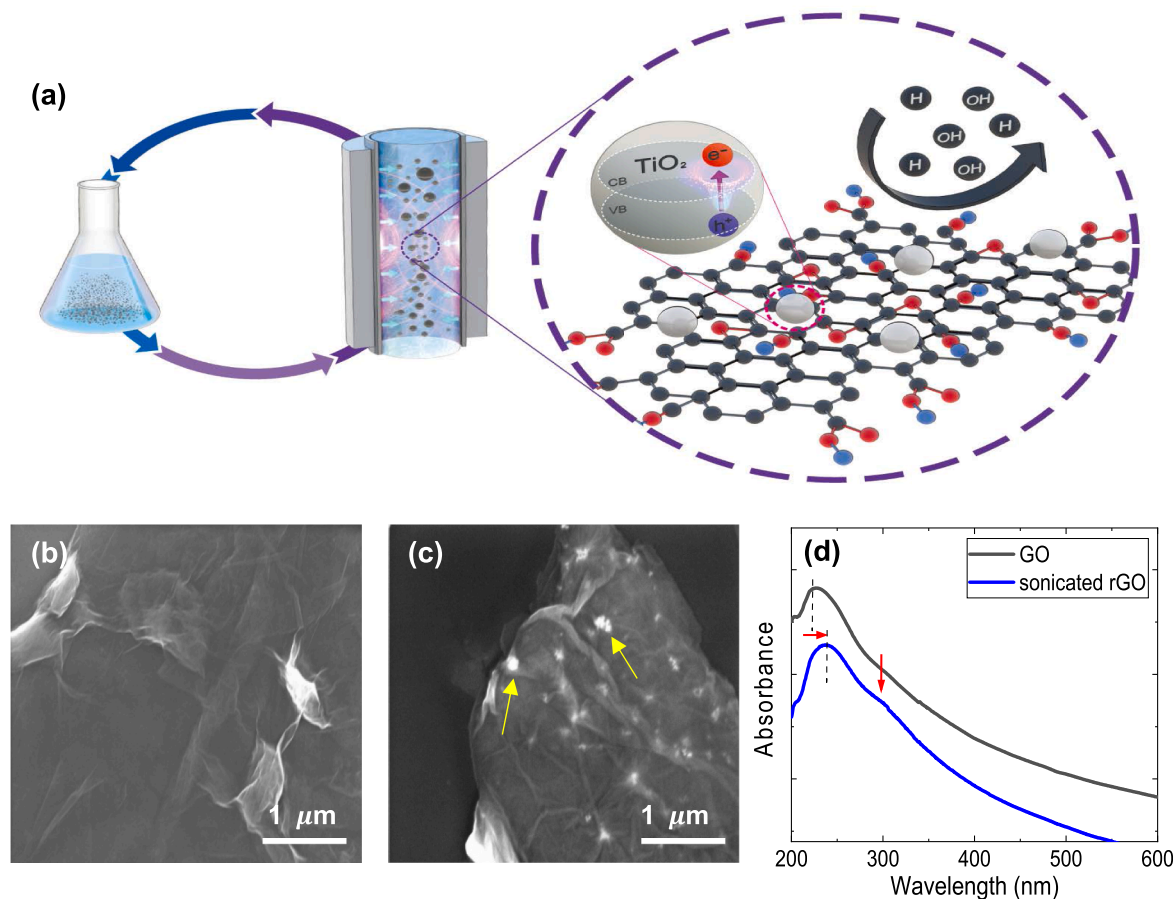 (a)
TiO₂
CB
VB
e⁻
h⁺
H
OH
H
OH
H
OH
(b)
1 μm
(c)
1 μm
(d)
GO
sonicated rGO
Absorbance
200 300 400 500 600
Wavelength (nm)